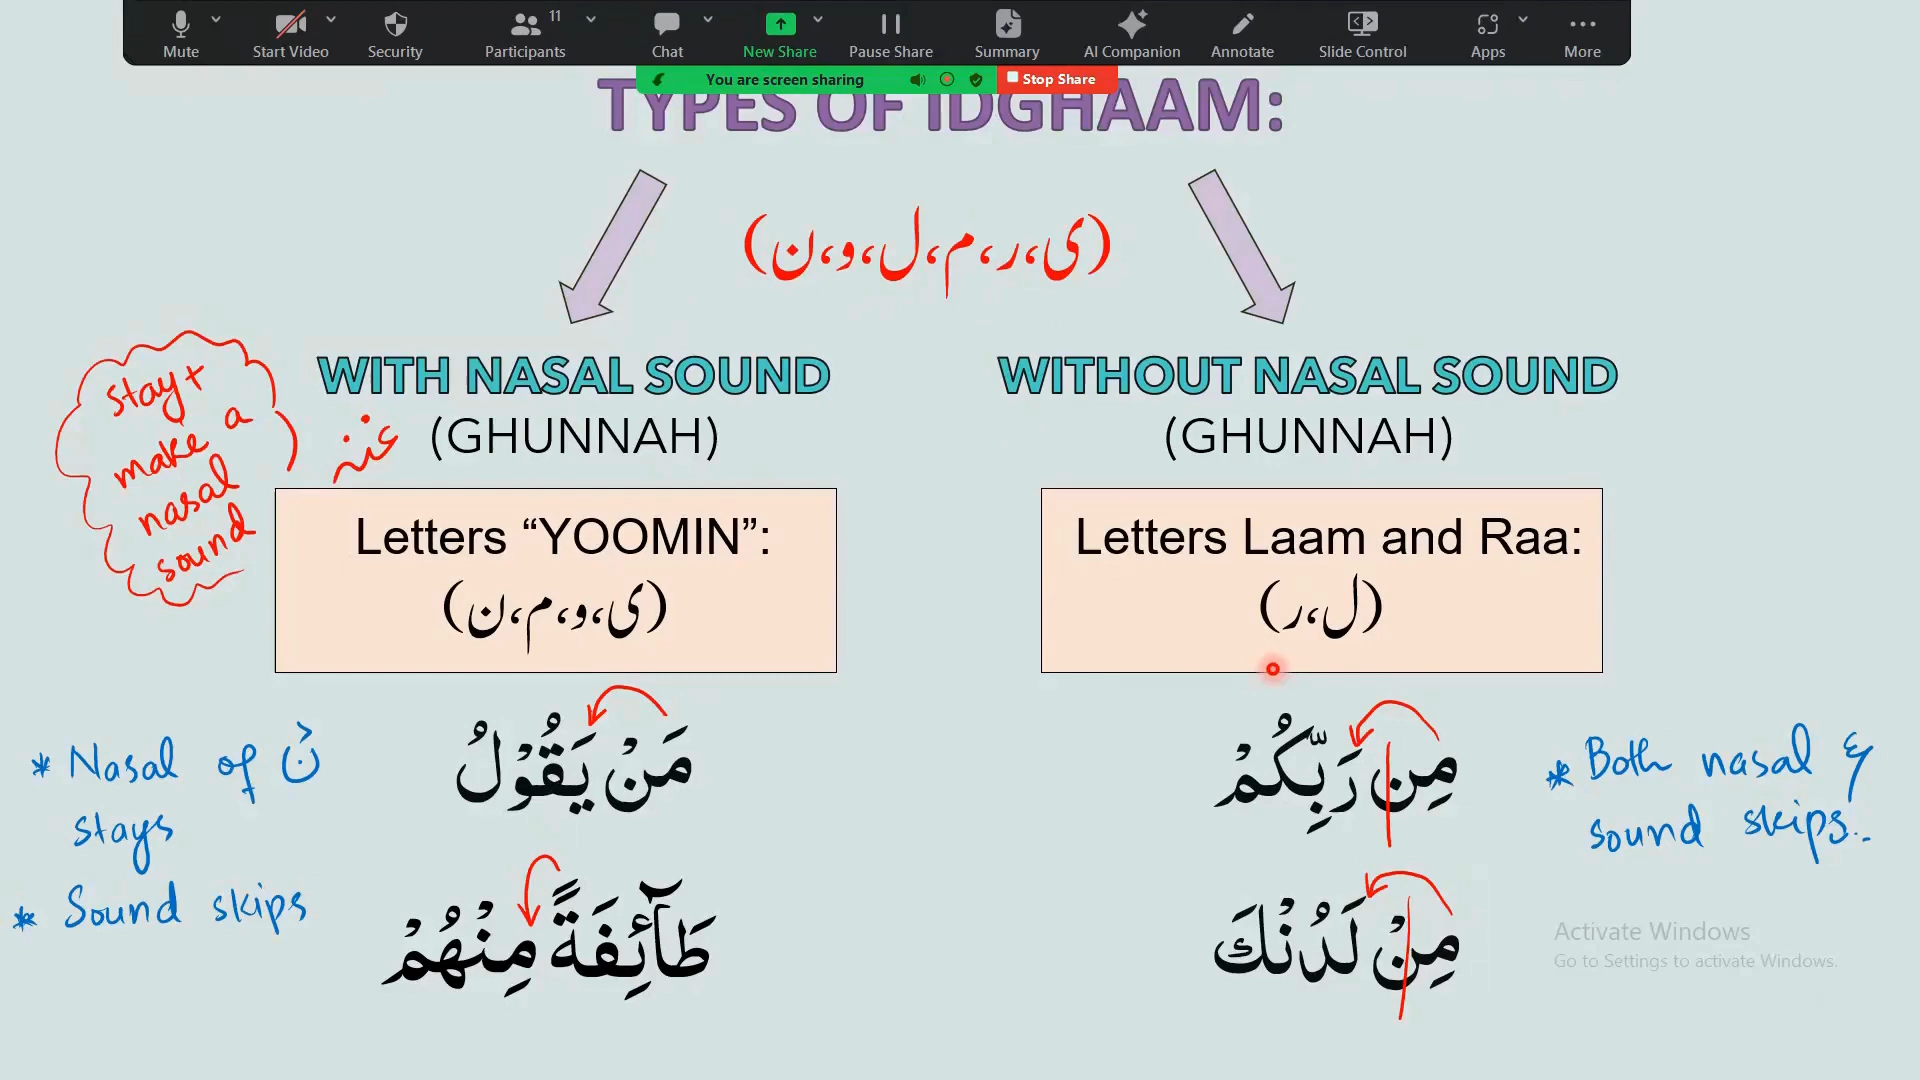 Mute
Start Video
Security
Participants
11
Chat
New Share
Pause Share
Summary
AI Companion
Annotate
Slide Control
Apps
More
You are screen sharing
Stop Share
TYPES OF IDGHAAM:
(ی،ر،م،ل،و،ن)
WITH NASAL SOUND
(GHUNNAH)
غنہ
stay+
make a
nasal
sound
Letters “YOOMIN”:
(ی،و،م،ن)
مَنْ يَقُوْلُ
طَآئِفَةً مِنْهُمْ
* Nasal of نْ
stays
* Sound skips
WITHOUT NASAL SOUND
(GHUNNAH)
Letters Laam and Raa:
(ل،ر)
مِن رَبِّكُمْ
مِنْ لَدُنْكَ
* Both nasal &
sound skips.
Activate Windows
Go to Settings to activate Windows.